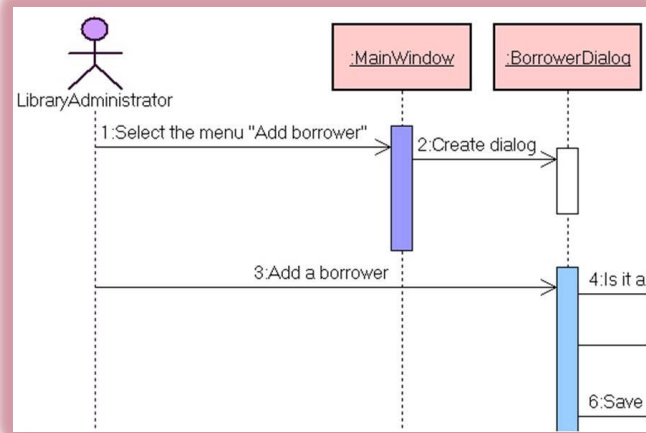 :MainWindow
:BorrowerDialog
LibraryAdministrator
1:Select the menu "Add borrower"
2:Create dialog
3:Add a borrower
4:Is it a
6:Save